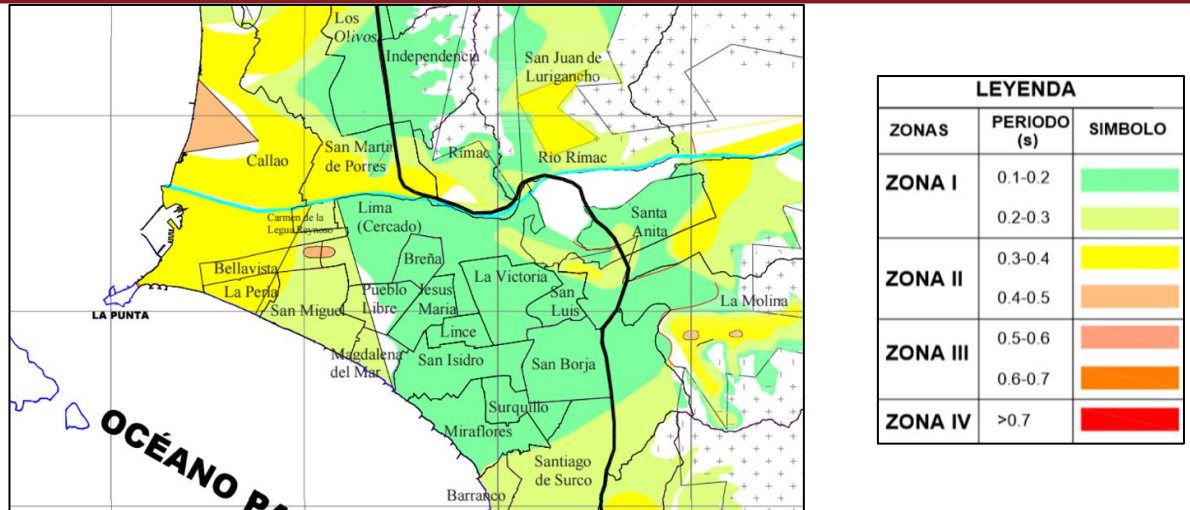 Los
Olivos
Independencia
San Juan de
Lurigancho
San Martin
de Porres
Rímac
Río Rímac
Callao
Carmen de la
Legua Reynoso
Lima
(Cercado)
Santa
Anita
Breña
Bellavista
La Perla
La Victoria
San Miguel
Pueblo
Libre
Jesus
Maria
San
Luis
La Molina
LA PUNTA
Lince
Magdalena
del Mar
San Isidro
San Borja
Surquillo
Miraflores
OCÉANO PA
Santiago
de Surco
Barranco
LEYENDA
ZONAS PERIODO (s) SIMBOLO
ZONA I 0.1-0.2
0.2-0.3
ZONA II 0.3-0.4
0.4-0.5
ZONA III 0.5-0.6
0.6-0.7
ZONA IV >0.7